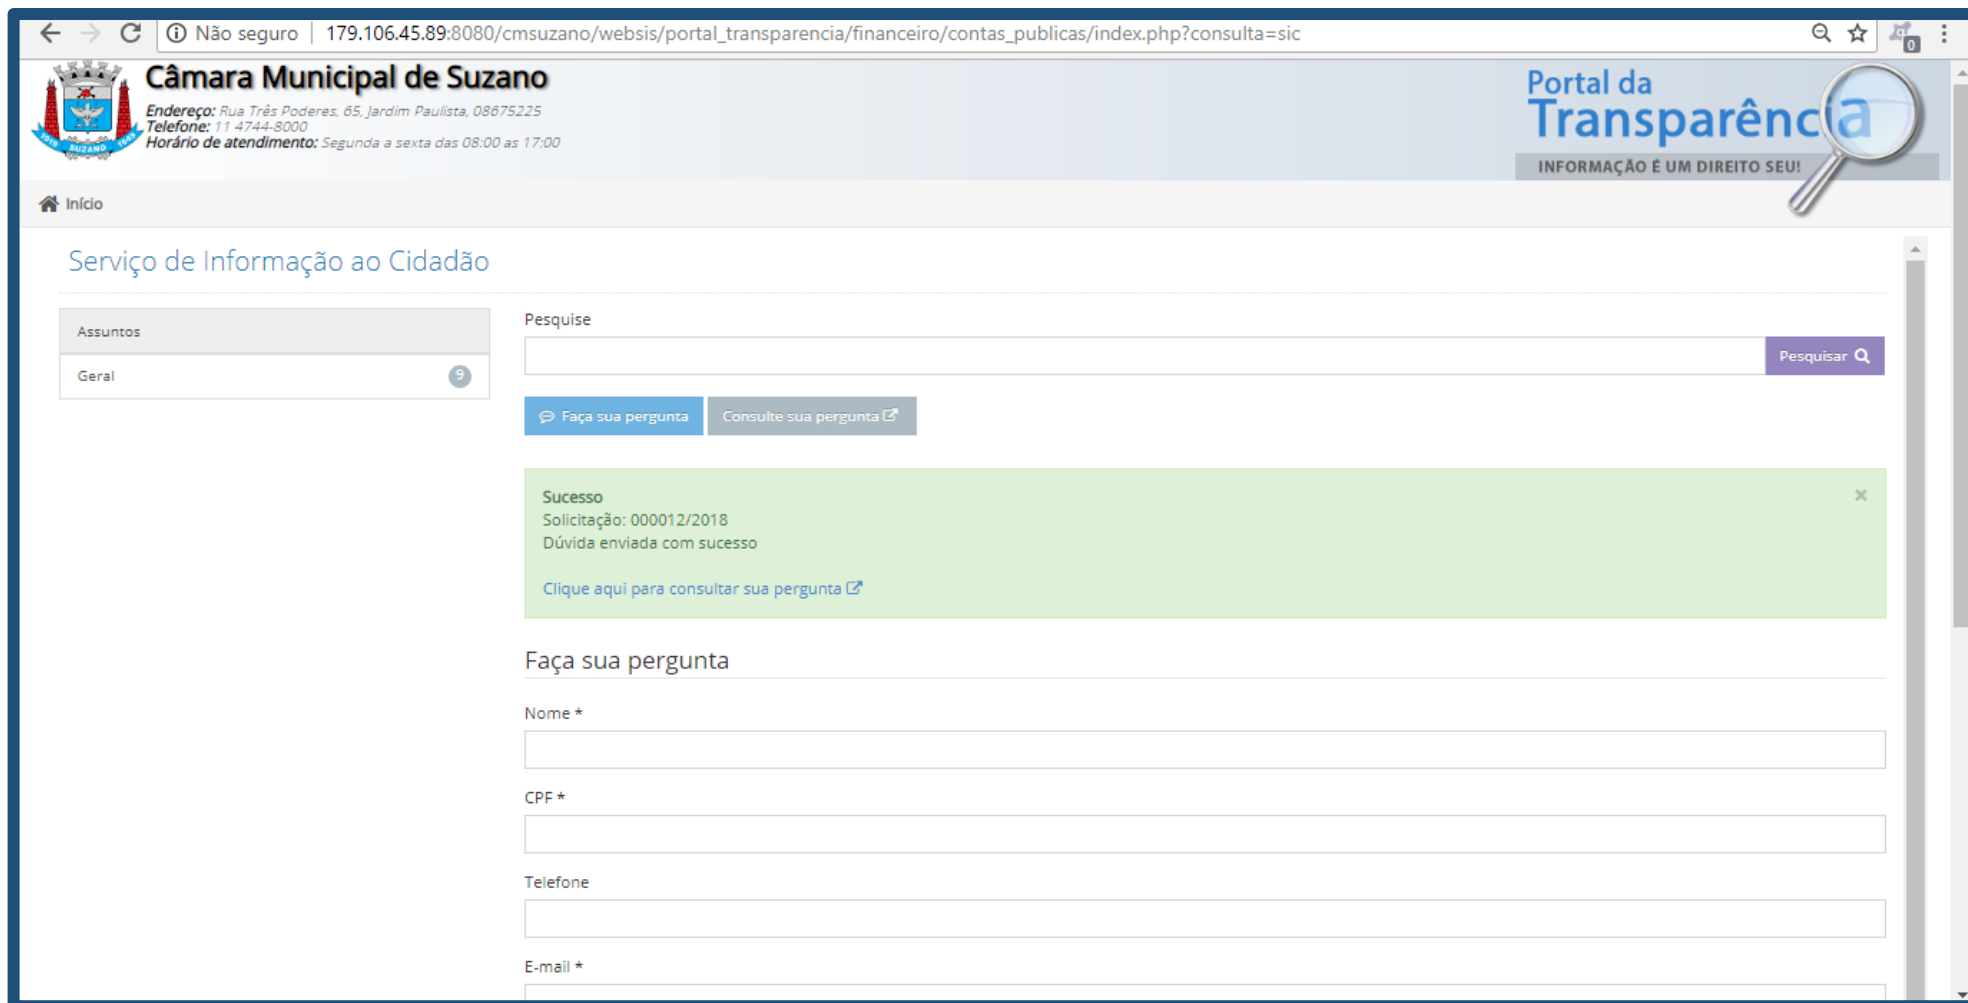 Não seguro | 179.106.45.89:8080/cmsuzano/websis/portal_transparencia/financeiro/contas_publicas/index.php?consulta=sic
0
Câmara Municipal de Suzano
Endereço: Rua Três Poderes, 65, Jardim Paulista, 08675225
Telefone: 11 4744-8000
Horário de atendimento: Segunda a sexta das 08:00 as 17:00
SUZANO
Portal da
Transparência
INFORMAÇÃO É UM DIREITO SEU!
Início
Serviço de Informação ao Cidadão
Assuntos
Geral 9
Pesquise
Pesquisar
Faça sua pergunta
Consulte sua pergunta
Sucesso
Solicitação: 000012/2018
Dúvida enviada com sucesso
Clique aqui para consultar sua pergunta
Faça sua pergunta
Nome *
CPF *
Telefone
E-mail *